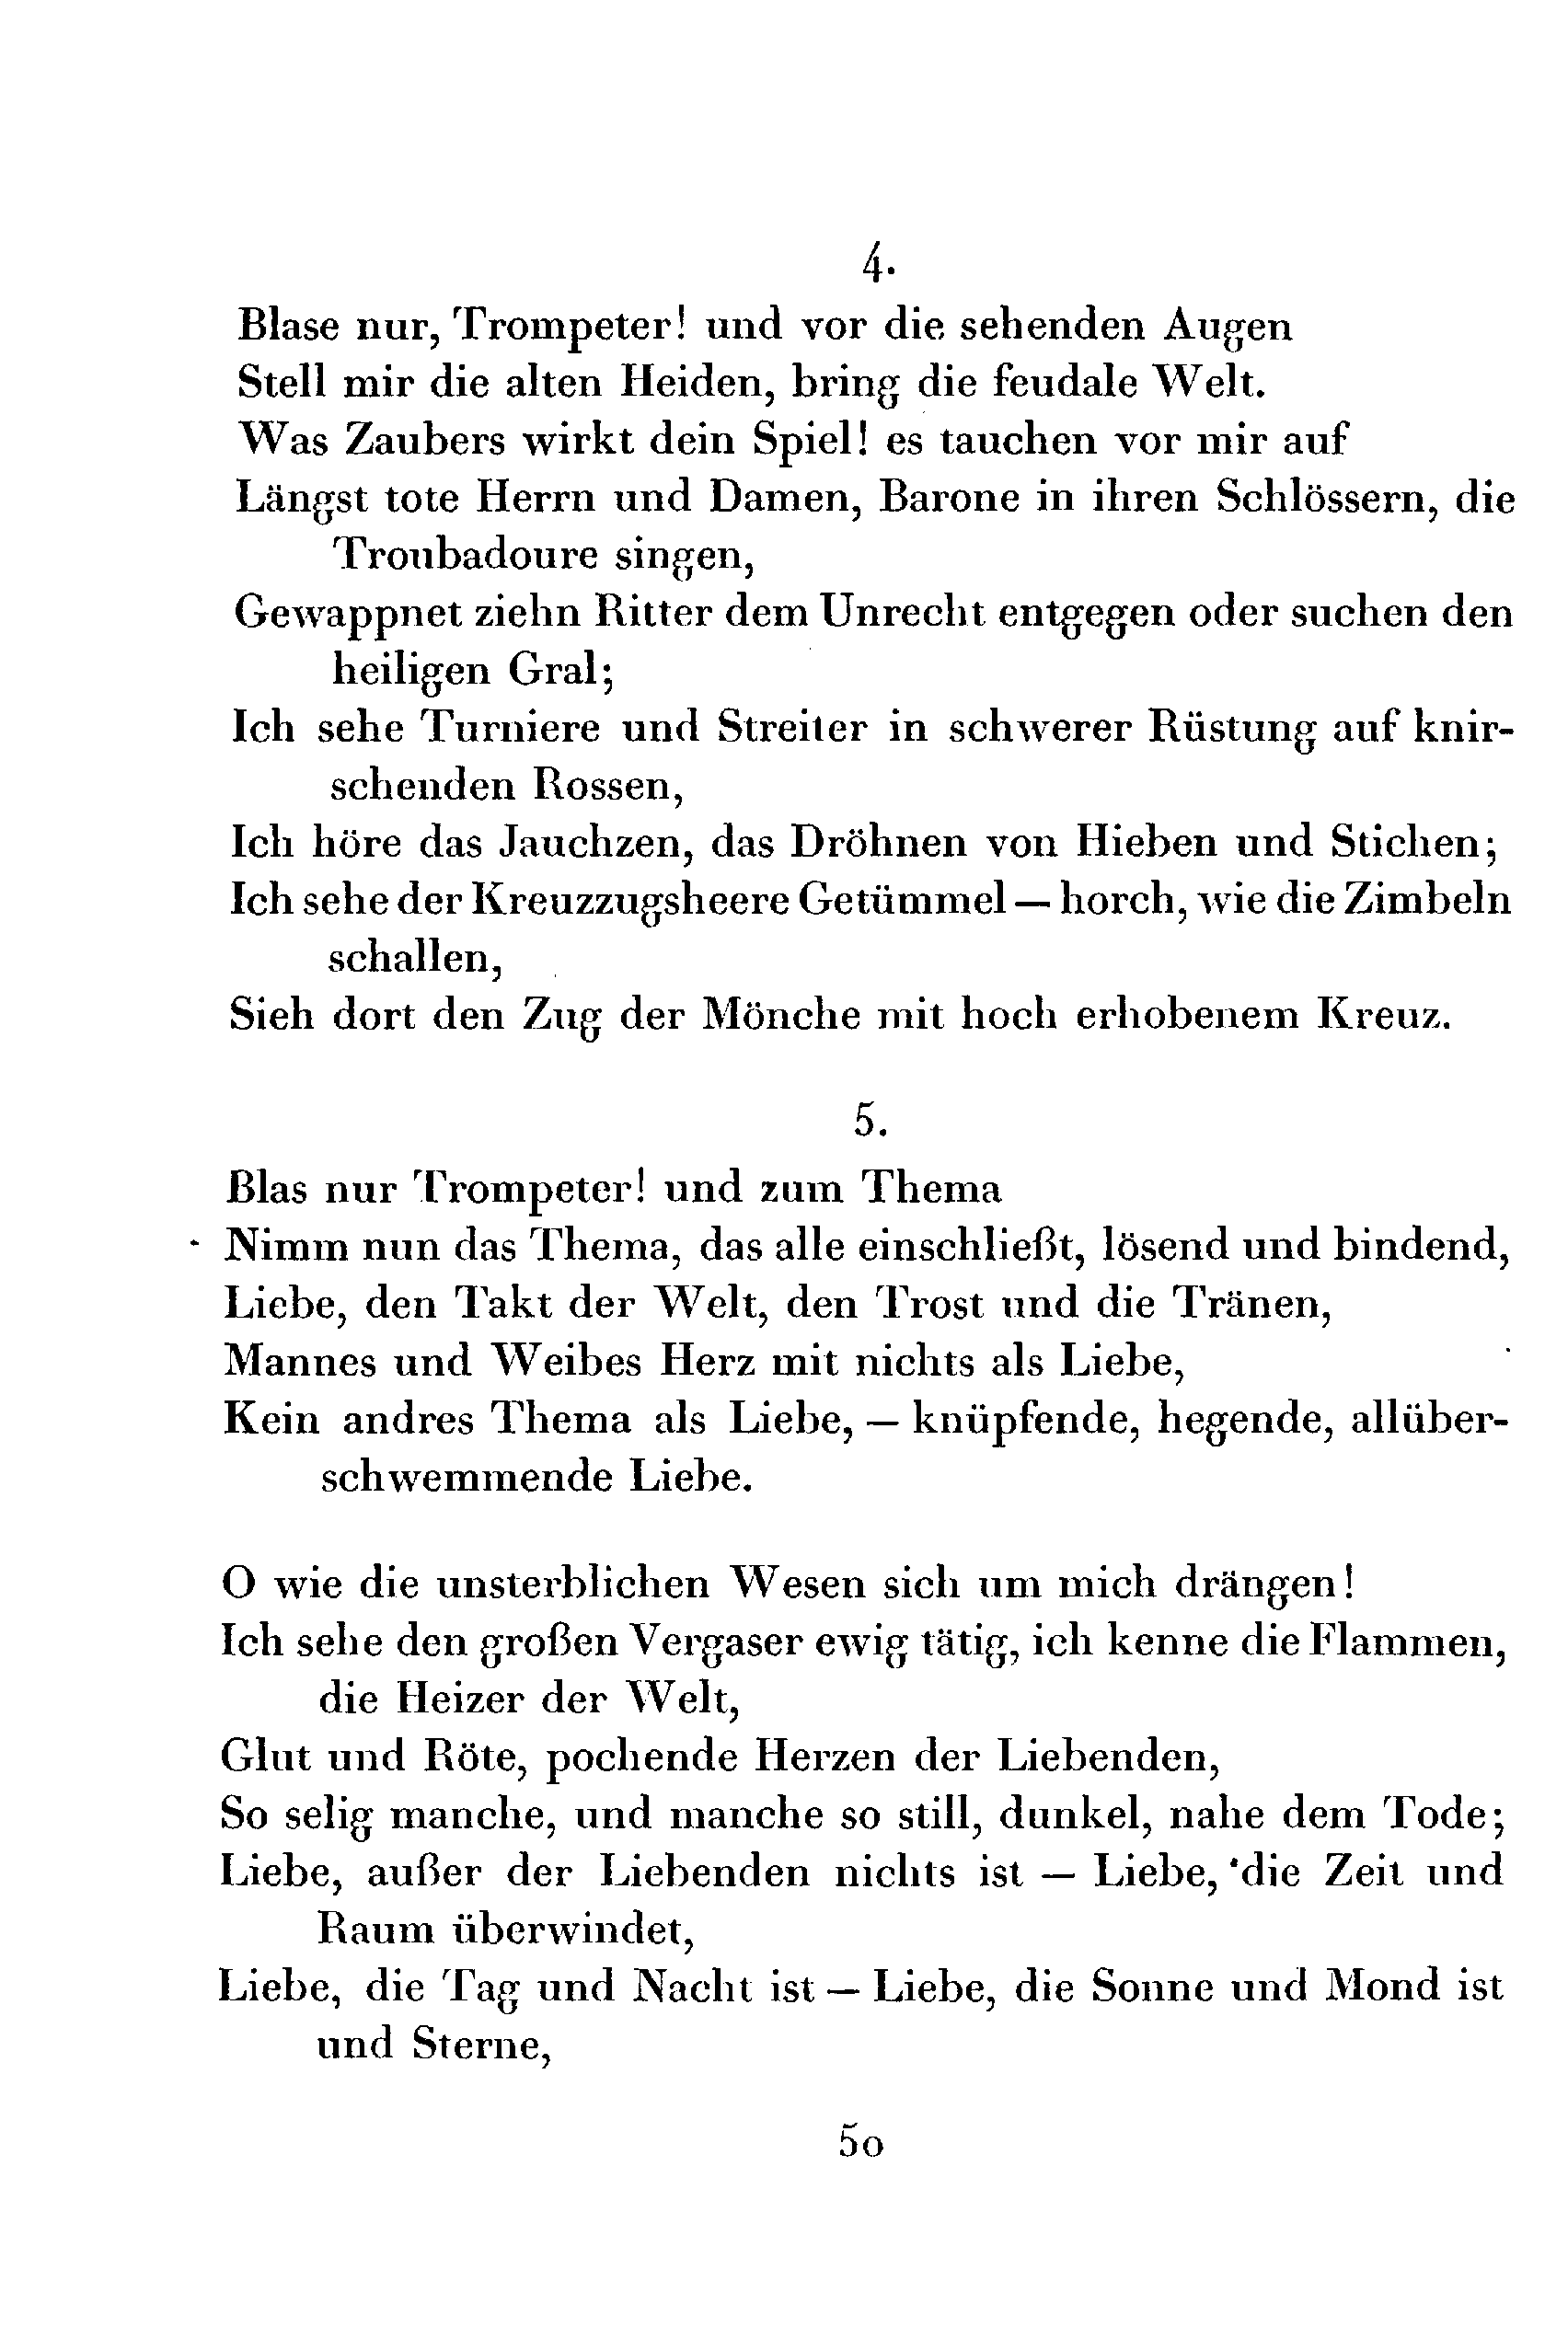 4.
Blase nur, Trompeter! und vor die sehenden Augen
Stell mir die alten Heiden, bring die feudale Welt.
Was Zaubers wirkt dein Spiel! es tauchen vor mir auf
Längst tote Herrn und Damen, Barone in ihren Schlössern, die
Troubadoure singen,
Gewappnet ziehn Ritter dem Unrecht entgegen oder suchen den
heiligen Gral;
Ich sehe Turniere und Streiter in schwerer Rüstung auf knir-
schenden Rossen,
Ich höre das Jauchzen, das Dröhnen von Hieben und Stichen;
Ich sehe der Kreuzzugsheere Getümmel — horch, wie die Zimbeln
schallen,
Sieh dort den Zug der Mönche mit hoch erhobenem Kreuz.
5.
Blas nur Trompeter! und zum Thema
Nimm nun das Thema, das alle einschließt, lösend und bindend,
Liebe, den Takt der Welt, den Trost und die Tränen,
Mannes und Weibes Herz mit nichts als Liebe,
Kein andres Thema als Liebe, — knüpfende, hegende, allüber-
schwemmende Liebe.
O wie die unsterblichen Wesen sich um mich drängen!
Ich sehe den großen Vergaser ewig tätig, ich kenne die Flammen,
die Heizer der Welt,
Glut und Röte, pochende Herzen der Liebenden,
So selig manche, und manche so still, dunkel, nahe dem Tode;
Liebe, außer der Liebenden nichts ist — Liebe, die Zeit und
Raum überwindet,
Liebe, die Tag und Nacht ist — Liebe, die Sonne und Mond ist
und Sterne,
50